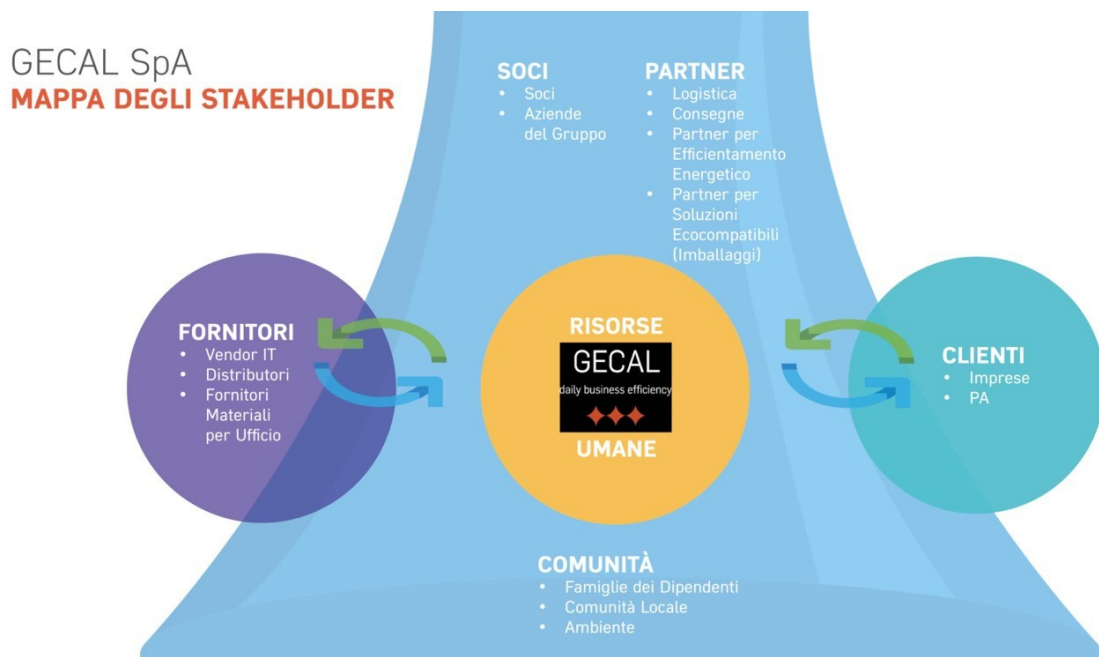 GECAL SpA
MAPPA DEGLI STAKEHOLDER
SOCI
• Soci
• Aziende
del Gruppo
PARTNER
• Logistica
• Consegne
• Partner per
Efficientamento
Energetico
• Partner per
Soluzioni
Ecocompatibili
(Imballaggi)
FORNITORI
• Vendor IT
• Distributori
• Fornitori
Materiali
per Ufficio
RISORSE
GECAL
daily business efficiency
UMANE
CLIENTI
• Imprese
• PA
COMUNITÀ
• Famiglie dei Dipendenti
• Comunità Locale
• Ambiente